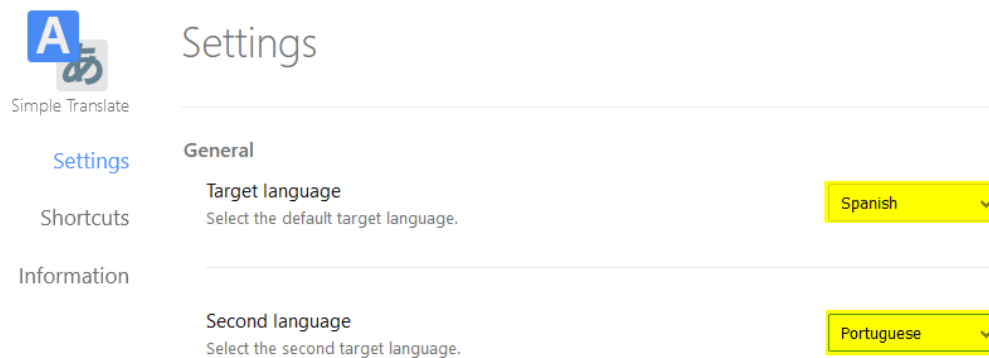 A あ
Simple Translate
Settings
Shortcuts
Information
Settings
General
Target language
Select the default target language.
Spanish
Second language
Select the second target language.
Portuguese